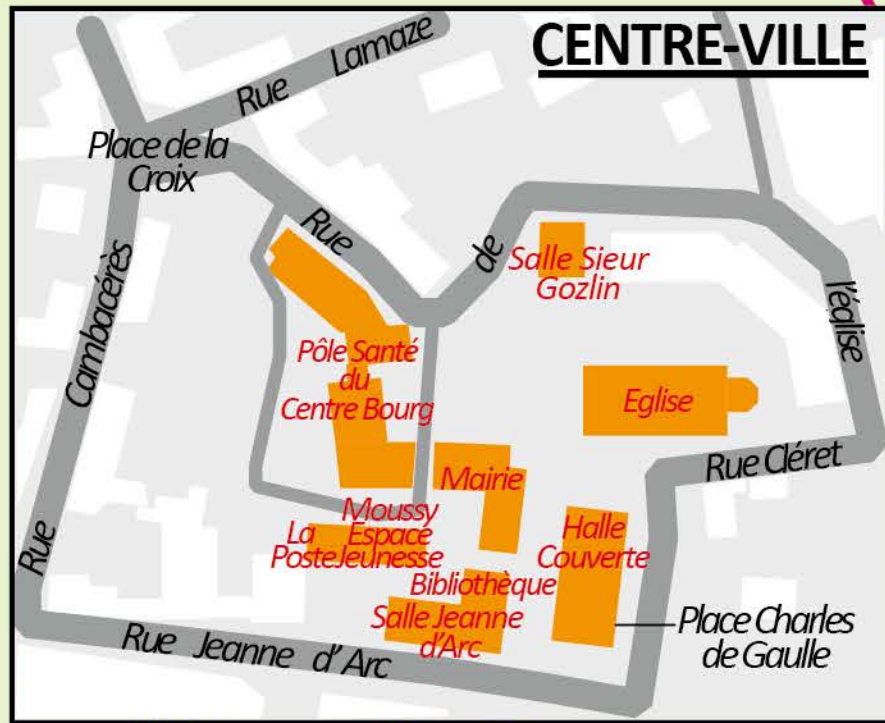 CENTRE-VILLE
Rue Lamaze
Place de la
Croix
Rue de l'église
Salle Sieur
Gozlin
Rue Cambacérès
Pôle Santé
du
Centre Bourg
Eglise
Rue Cléret
Mairie
Moussy
Espace
Jeunesse
La
Poste
Halle
Couverte
Bibliothèque
Salle Jeanne
d'Arc
Place Charles
de Gaulle
Rue Jeanne d'Arc